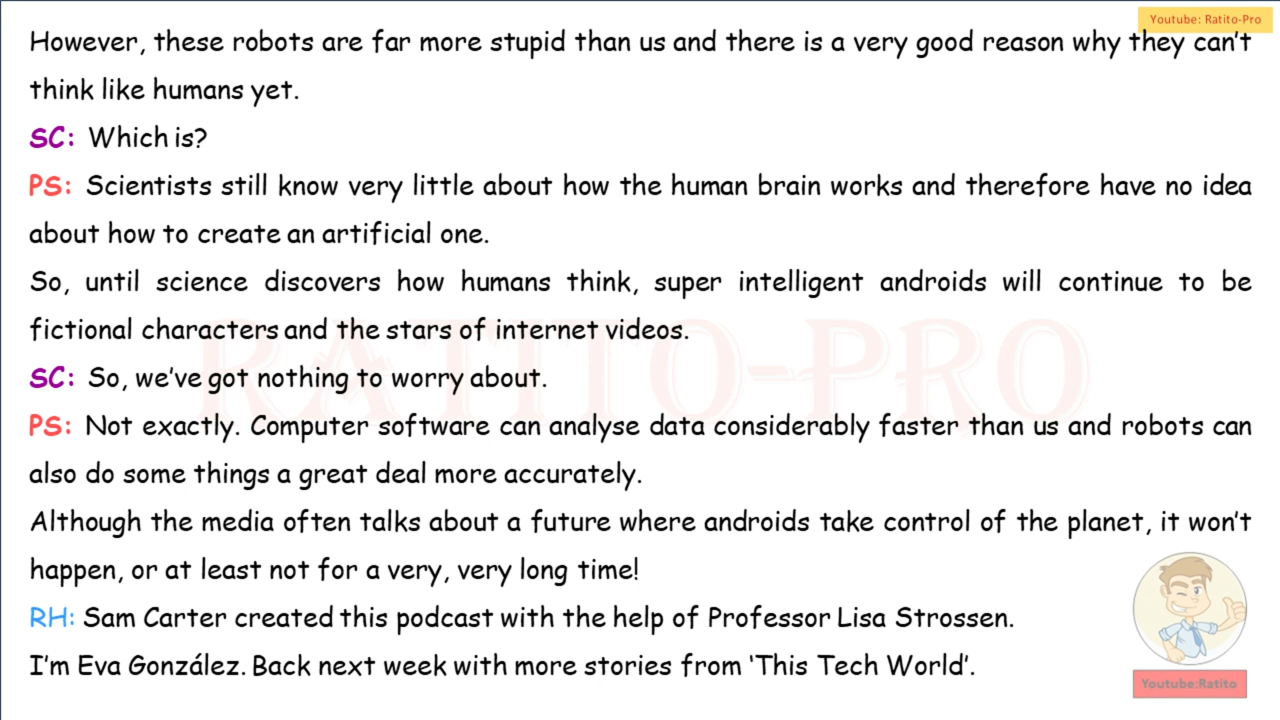 Youtube: Ratito-Pro
However, these robots are far more stupid than us and there is a very good reason why they can't
think like humans yet.
SC: Which is?
PS: Scientists still know very little about how the human brain works and therefore have no idea
about how to create an artificial one.
So, until science discovers how humans think, super intelligent androids will continue to be
fictional characters and the stars of internet videos.
RATITO-PRO
SC: So, we've got nothing to worry about.
PS: Not exactly. Computer software can analyse data considerably faster than us and robots can
also do some things a great deal more accurately.
Although the media often talks about a future where androids take control of the planet, it won't
happen, or at least not for a very, very long time!
RH: Sam Carter created this podcast with the help of Professor Lisa Strossen.
I'm Eva González. Back next week with more stories from 'This Tech World'.
Youtube:Ratito